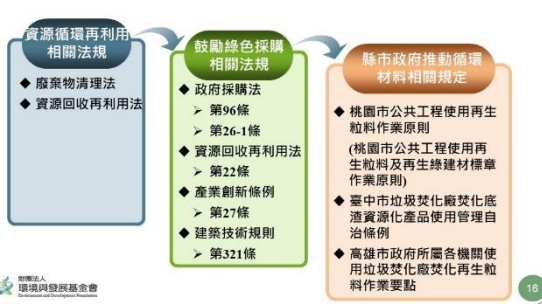 資源循環再利用
相關法規
◆ 廢棄物清理法
◆ 資源回收再利用法
鼓勵綠色採購
相關法規
◆ 政府採購法
➢ 第96條
➢ 第26-1條
◆ 資源回收再利用法
➢ 第22條
◆ 產業創新條例
➢ 第27條
◆ 建築技術規則
➢ 第321條
縣市政府推動循環
材料相關規定
◆ 桃園市公共工程使用再生
粒料作業原則
(桃園市公共工程使用再
生粒料及再生綠建材標章
作業原則)
◆ 臺中市垃圾焚化廠焚化底
渣資源化產品使用管理自
治條例
◆ 高雄市政府所屬各機關使
用垃圾焚化廠焚化再生粒
料作業要點
財團法人
環境與發展基金會
Environment and Development Foundation
16